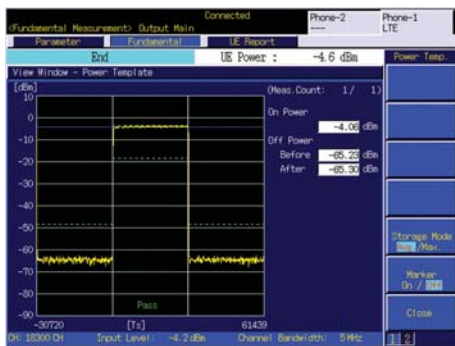 Connected
<Fundamental Measurement> Output Main
Phone-2
---
Phone-1
LTE
Parameter
Fundamental
UE Report
End
UE Power :
-4.6 dBm
Power Temp.
View Window - Power Template
[dBm]
(Meas.Count: 1/ 1)
On Power
-4.06 dBm
Off Power
Before -65.23 dBm
After -65.30 dBm
10
0
-10
-20
-30
-40
-50
-60
-70
-80
-90
Pass
-30720 [Ts] 61439
Storage Mode
Avg./Max.
Marker
On / Off
Close
CH: 18300 CH Input Level: -4.2dBm Channel Bandwidth: 5MHz
1 2